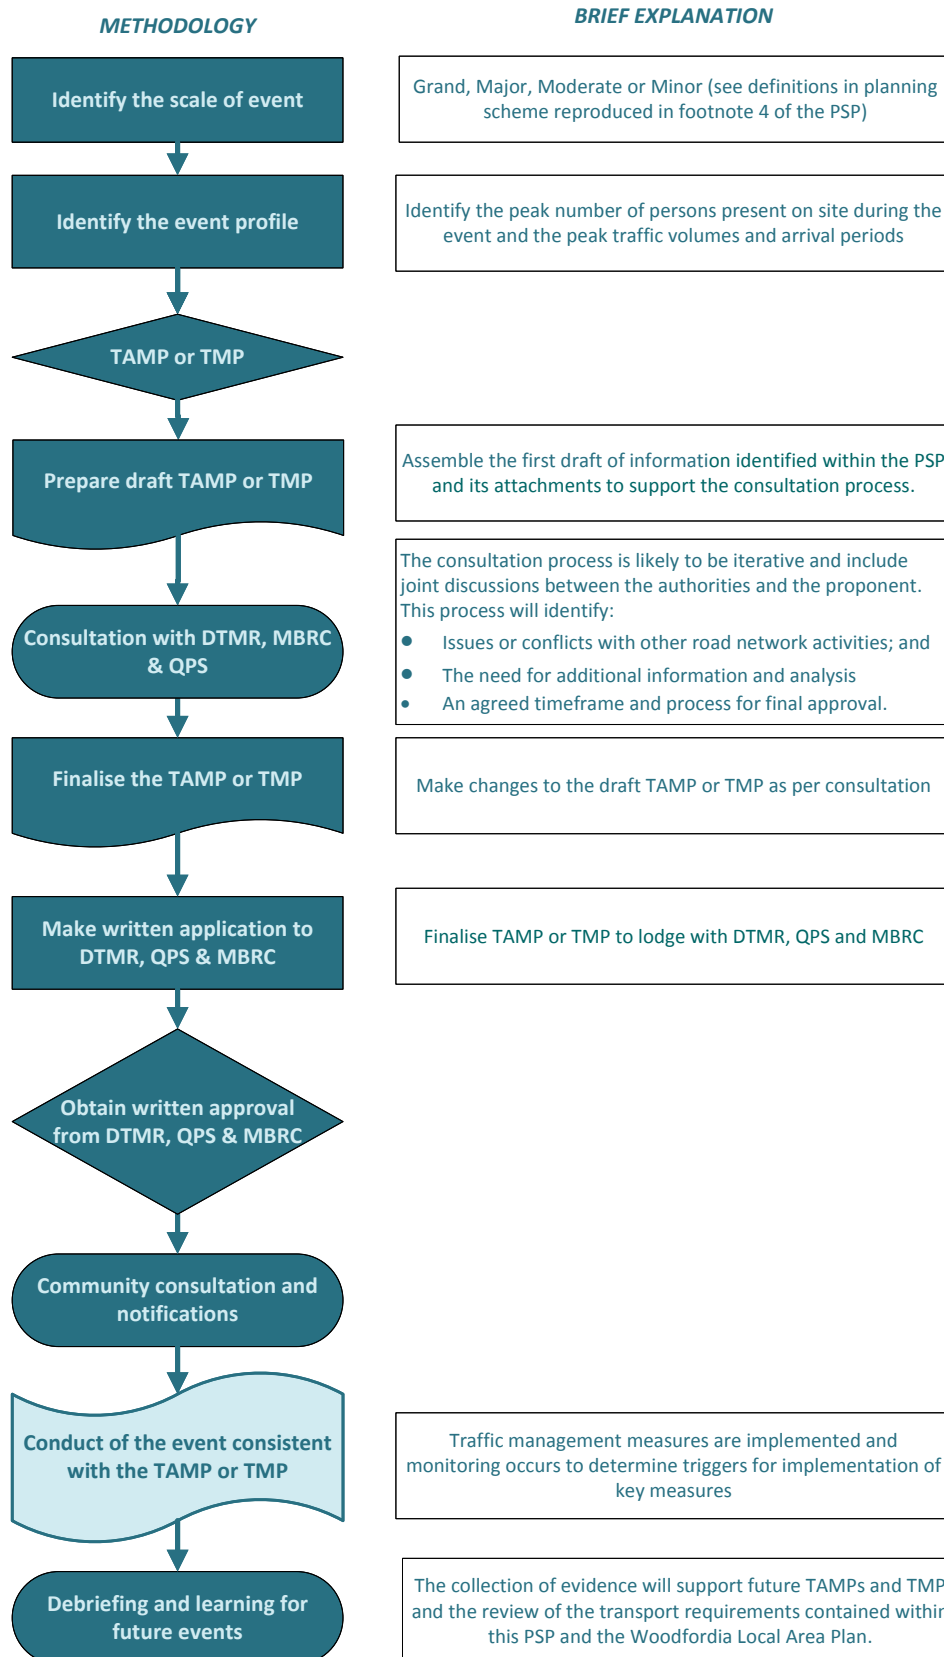 METHODOLOGY
BRIEF EXPLANATION
Identify the scale of event
Grand, Major, Moderate or Minor (see definitions in planning
scheme reproduced in footnote 4 of the PSP)
Identify the event profile
Identify the peak number of persons present on site during the
event and the peak traffic volumes and arrival periods
TAMP or TMP
Prepare draft TAMP or TMP
Assemble the first draft of information identified within the PSP
and its attachments to support the consultation process.
Consultation with DTMR, MBRC
& QPS
The consultation process is likely to be iterative and include
joint discussions between the authorities and the proponent.
This process will identify:
• Issues or conflicts with other road network activities; and
• The need for additional information and analysis
• An agreed timeframe and process for final approval.
Finalise the TAMP or TMP
Make changes to the draft TAMP or TMP as per consultation
Make written application to
DTMR, QPS & MBRC
Finalise TAMP or TMP to lodge with DTMR, QPS and MBRC
Obtain written approval
from DTMR, QPS & MBRC
Community consultation and
notifications
Conduct of the event consistent
with the TAMP or TMP
Traffic management measures are implemented and
monitoring occurs to determine triggers for implementation of
key measures
Debriefing and learning for
future events
The collection of evidence will support future TAMPs and TMP
and the review of the transport requirements contained within
this PSP and the Woodfordia Local Area Plan.